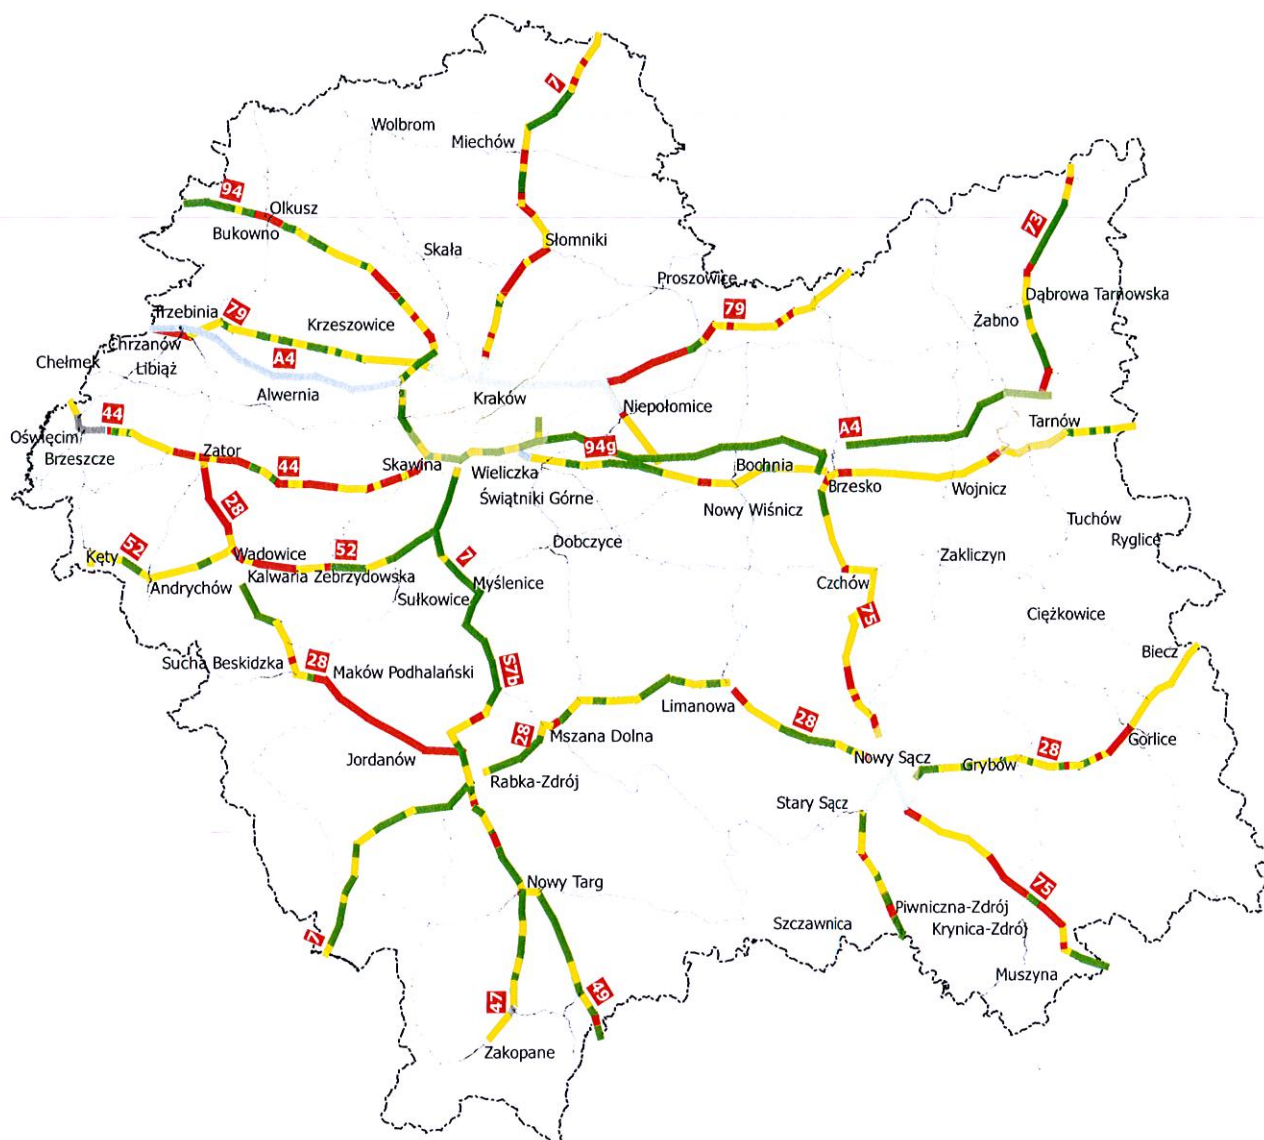 7
Wolbrom
Miechów
94
Olkusz
Bukowno
Skała
Słomniki
73
Proszowice
Dąbrowa Tarnowska
Trzebinia
79
Krzeszowice
79
Żabno
Chrzanów
Chełmek
Libiąż
A4
Alwernia
Kraków
Niepołomice
44
Oświęcim
Brzeszcze
Zator
44
Skawina
Wieliczka
94g
Bochnia
A4
Tarnów
Świątniki Górne
Brzesko
Wojnicz
28
Nowy Wiśnicz
Tuchów
Ryglice
52
Kęty
Wadowice
52
Dobczyce
Zakliczyn
Andrychów
Kalwaria Zebrzydowska
7
Myślenice
Czchów
Sułkowice
75
Ciężkowice
Biecz
Sucha Beskidzka
28
Maków Podhalański
S7b
Limanowa
28
28
Mszana Dolna
Gorlice
28
Jordanów
Nowy Sącz
Grybów
Rabka-Zdrój
Stary Sącz
Nowy Targ
75
Piwniczna-Zdrój
7
Szczawnica
Krynica-Zdrój
Muszyna
47
49
Zakopane